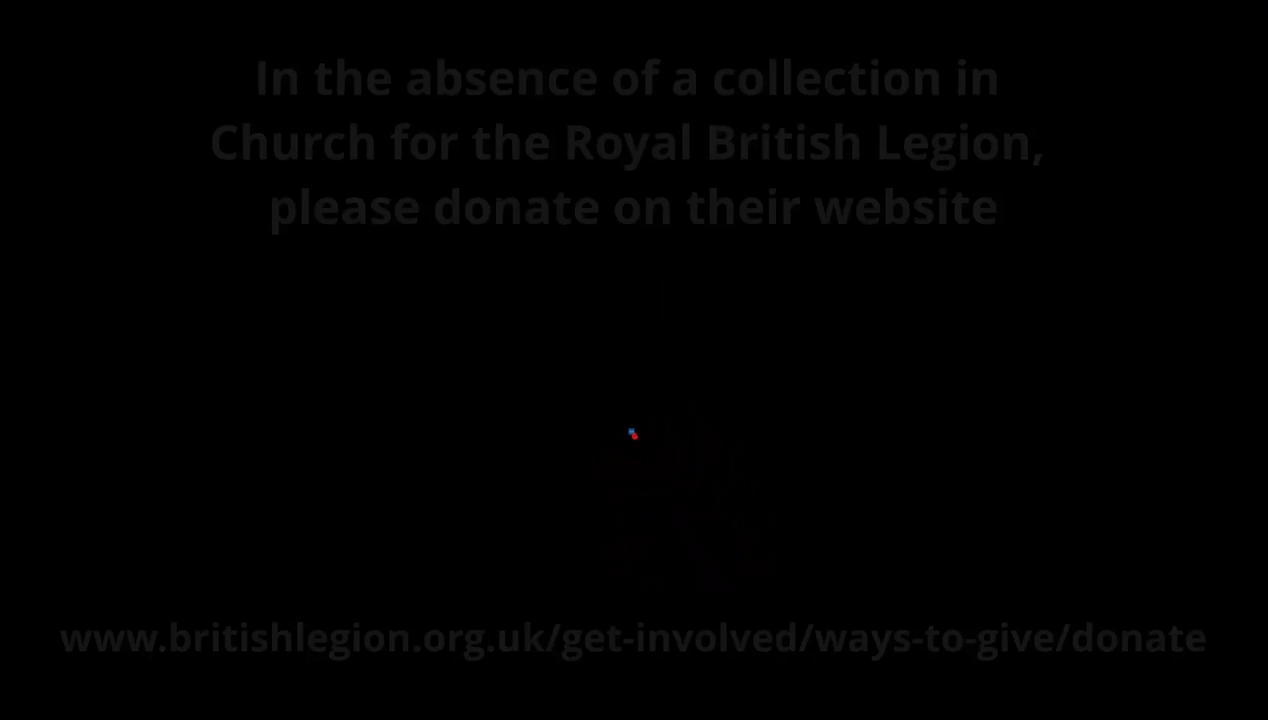 In the absence of a collection in
Church for the Royal British Legion,
please donate on their website
www.britishlegion.org.uk/get-involved/ways-to-give/donate